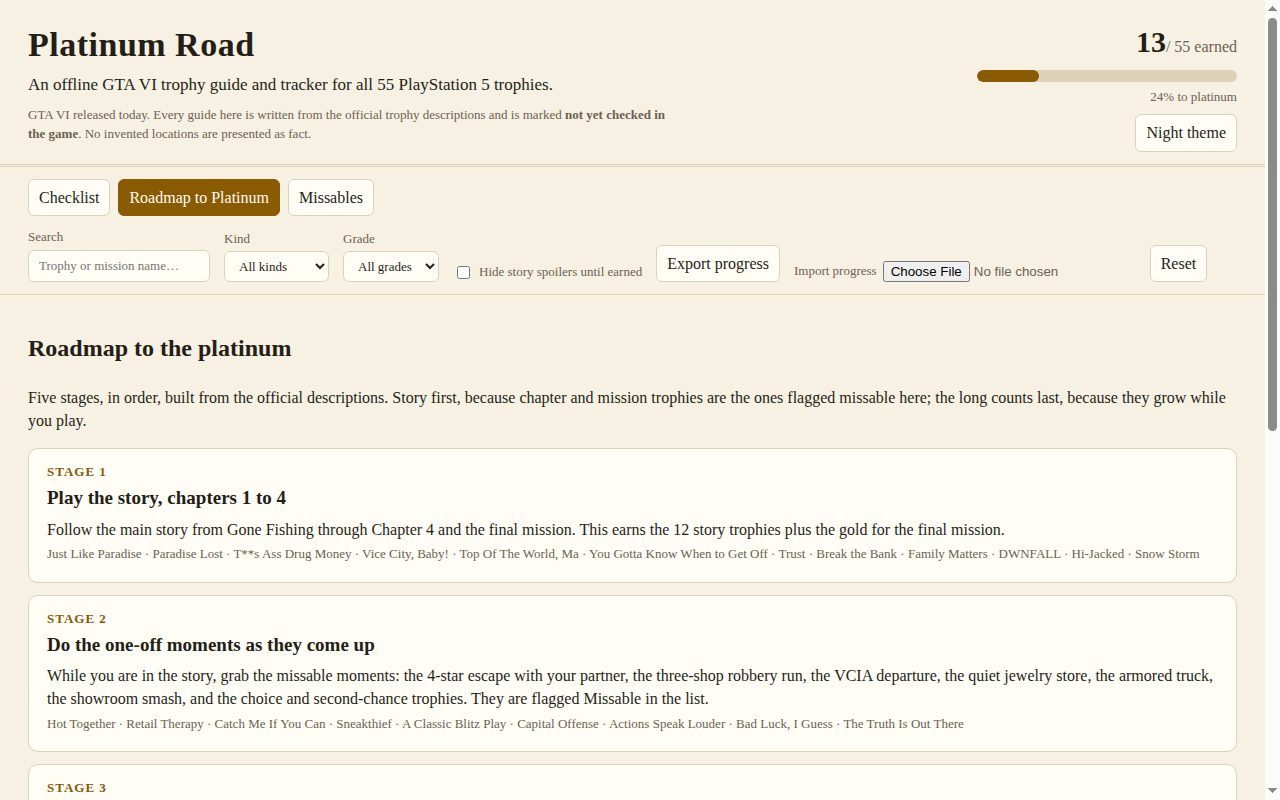 Platinum Road
An offline GTA VI trophy guide and tracker for all 55 PlayStation 5 trophies.
GTA VI released today. Every guide here is written from the official trophy descriptions and is marked not yet checked in
the game. No invented locations are presented as fact.
13/ 55 earned
24% to platinum
Night theme
Checklist
Roadmap to Platinum
Missables
Search
Trophy or mission name…
Kind
All kinds
Grade
All grades
Hide story spoilers until earned
Export progress
Import progress
Choose File
No file chosen
Reset
Roadmap to the platinum
Five stages, in order, built from the official descriptions. Story first, because chapter and mission trophies are the ones flagged missable here; the long counts last, because they grow while
you play.
STAGE 1
Play the story, chapters 1 to 4
Follow the main story from Gone Fishing through Chapter 4 and the final mission. This earns the 12 story trophies plus the gold for the final mission.
Just Like Paradise · Paradise Lost · T**s Ass Drug Money · Vice City, Baby! · Top Of The World, Ma · You Gotta Know When to Get Off · Trust · Break the Bank · Family Matters · DWNFALL · Hi-Jacked · Snow Storm
STAGE 2
Do the one-off moments as they come up
While you are in the story, grab the missable moments: the 4-star escape with your partner, the three-shop robbery run, the VCIA departure, the quiet jewelry store, the armored truck,
the showroom smash, and the choice and second-chance trophies. They are flagged Missable in the list.
Hot Together · Retail Therapy · Catch Me If You Can · Sneakthief · A Classic Blitz Play · Capital Offense · Actions Speak Louder · Bad Luck, I Guess · The Truth Is Out There
STAGE 3